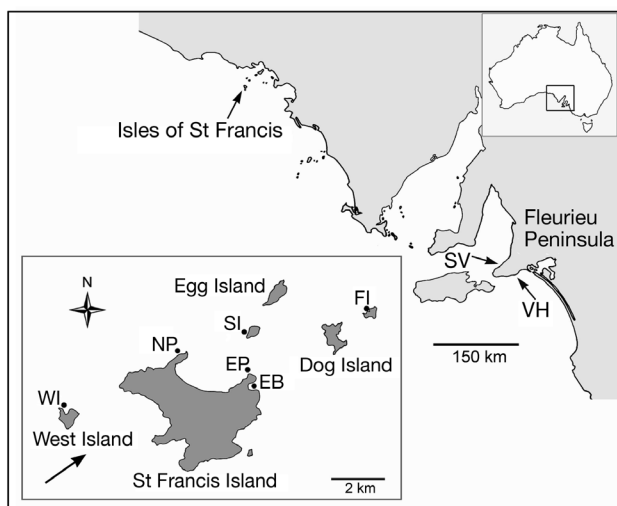 Isles of St Francis
Fleurieu
Peninsula
SV
VH
150 km
N
Egg Island
FI
SI
NP
EP
Dog Island
EB
WI
West Island
St Francis Island
2 km